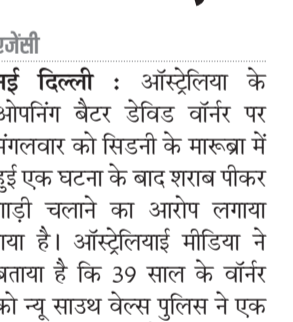 एजेंसी
नई दिल्ली : ऑस्ट्रेलिया के
ओपनिंग बैटर डेविड वॉर्नर पर
मंगलवार को सिडनी के मारूब्रा में
हुई एक घटना के बाद शराब पीकर
गाड़ी चलाने का आरोप लगाया
गया है। ऑस्ट्रेलियाई मीडिया ने
बताया है कि 39 साल के वॉर्नर
को न्यू साउथ वेल्स पुलिस ने एक